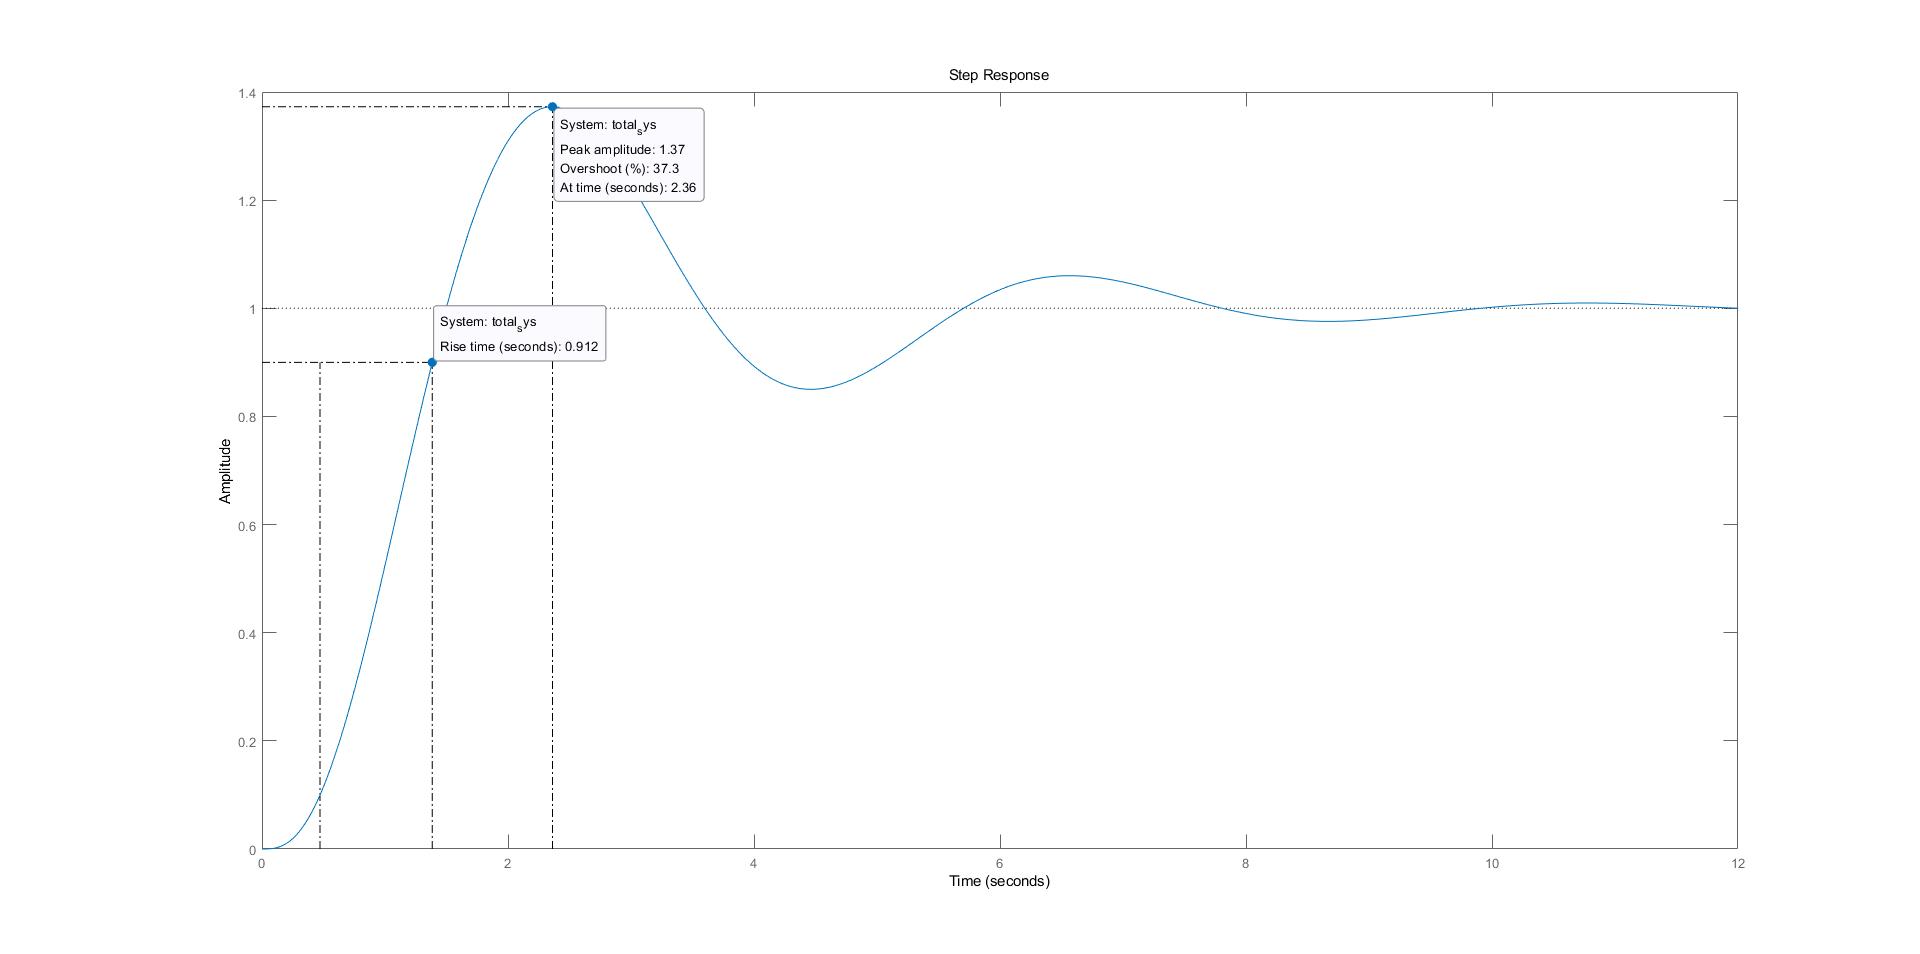 Step Response
1.4
System: total_sys
Peak amplitude: 1.37
Overshoot (%): 37.3
At time (seconds): 2.36
1.2
System: total_sys
Rise time (seconds): 0.912
1
0.8
Amplitude
0.6
0.4
0.2
0
0 2 4 6 8 10 12
Time (seconds)